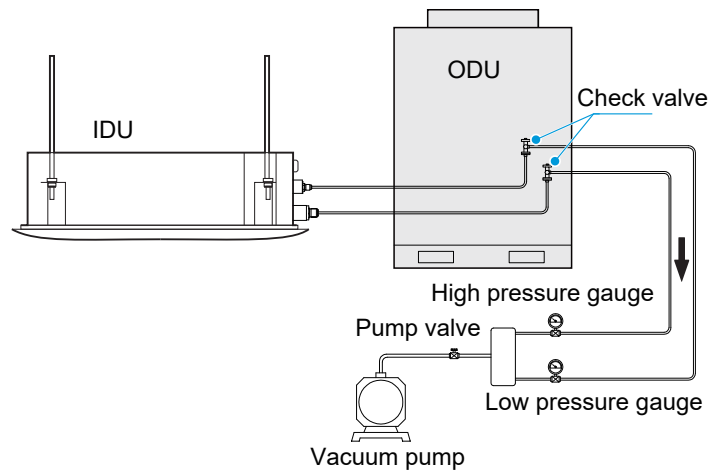 ODU
Check valve
IDU
High pressure gauge
Pump valve
Low pressure gauge
Vacuum pump